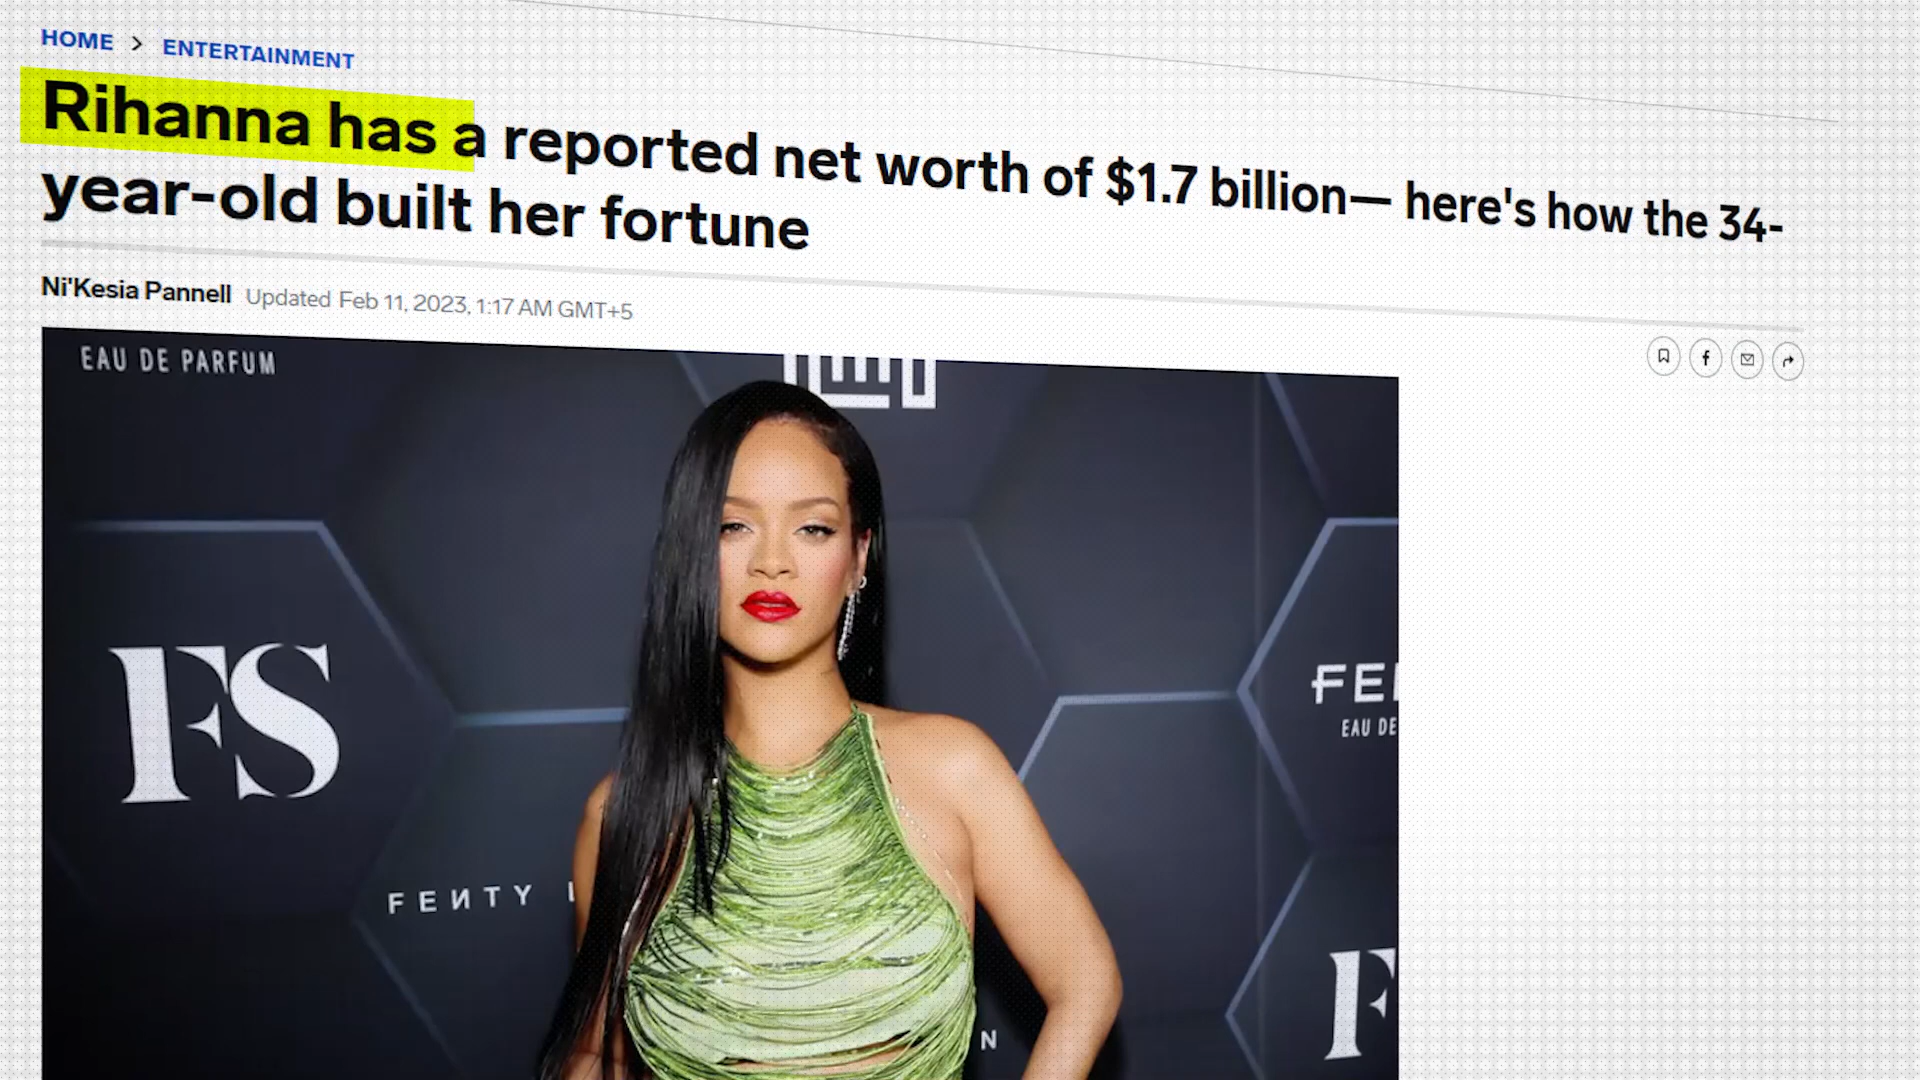 HOME > ENTERTAINMENT
Rihanna has a reported net worth of $1.7 billion— here's how the 34-
year-old built her fortune
Ni'Kesia Pannell Updated Feb 11, 2023, 1:17 AM GMT+5
EAU DE PARFUM
FS
FEI
EAU DE
FEИTY
N
F